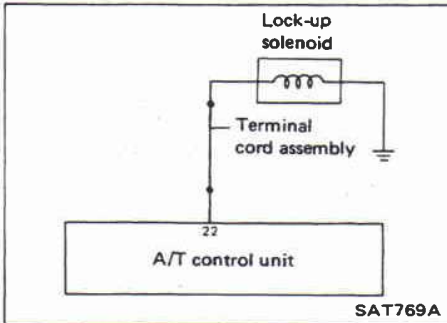 Lock-up
solenoid
Terminal
cord assembly
22
A/T control unit
SAT769A